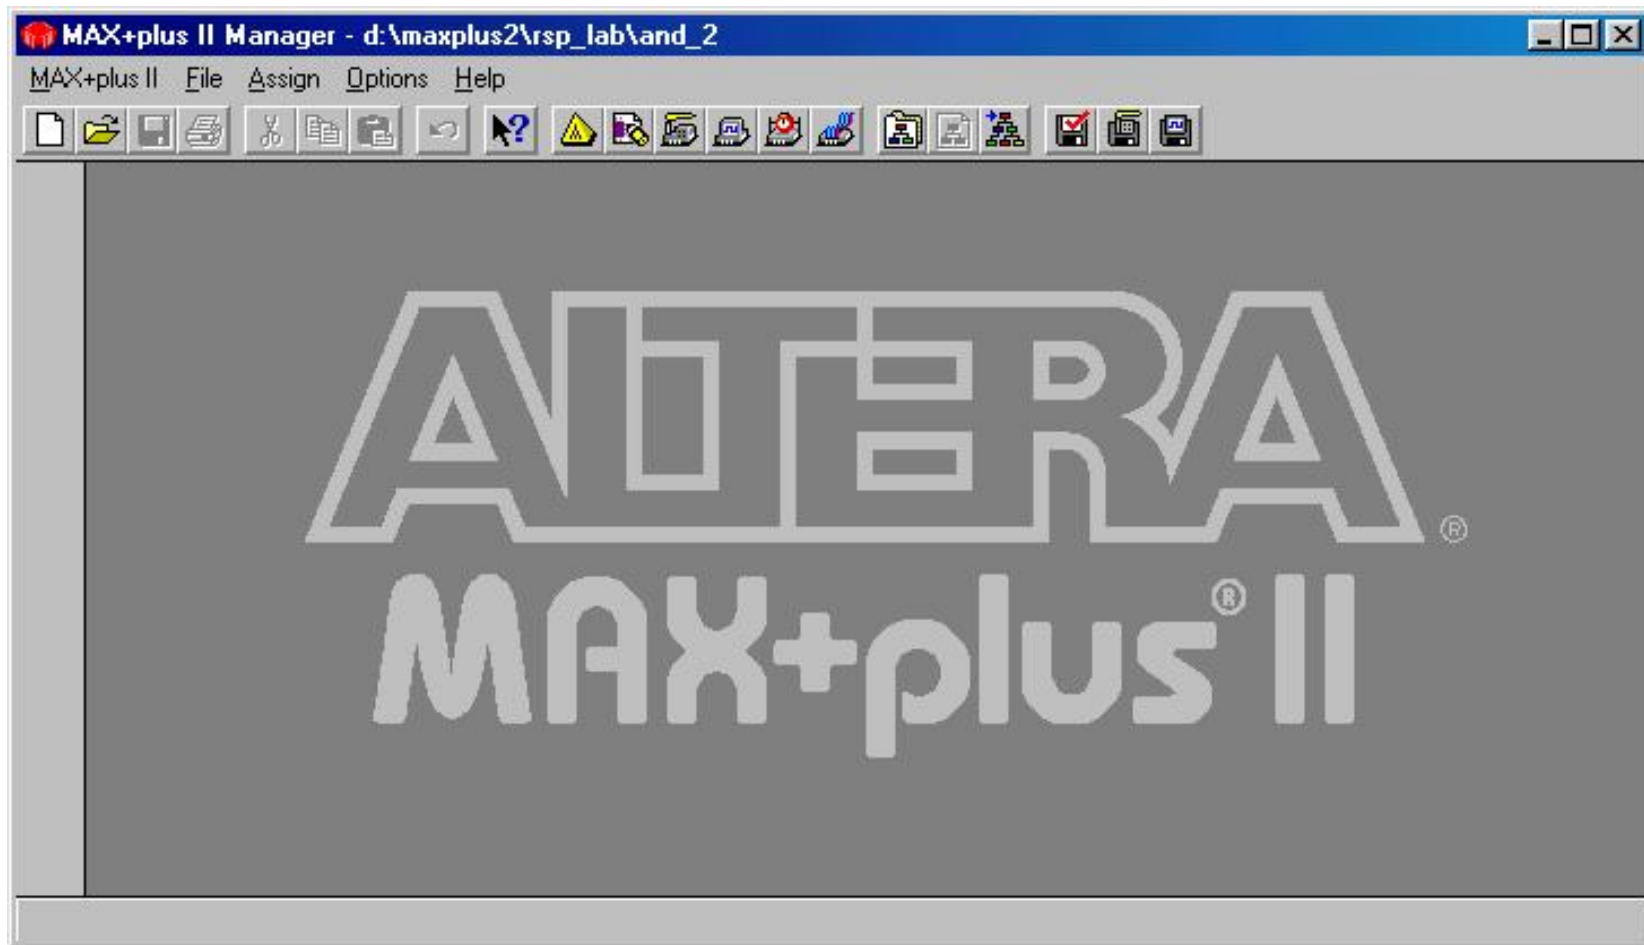 MAX+plus II Manager - d:\maxplus2\rsp_lab\and_2
MAX+plus II File Assign Options Help
ALTERA®
MAX+plus® II